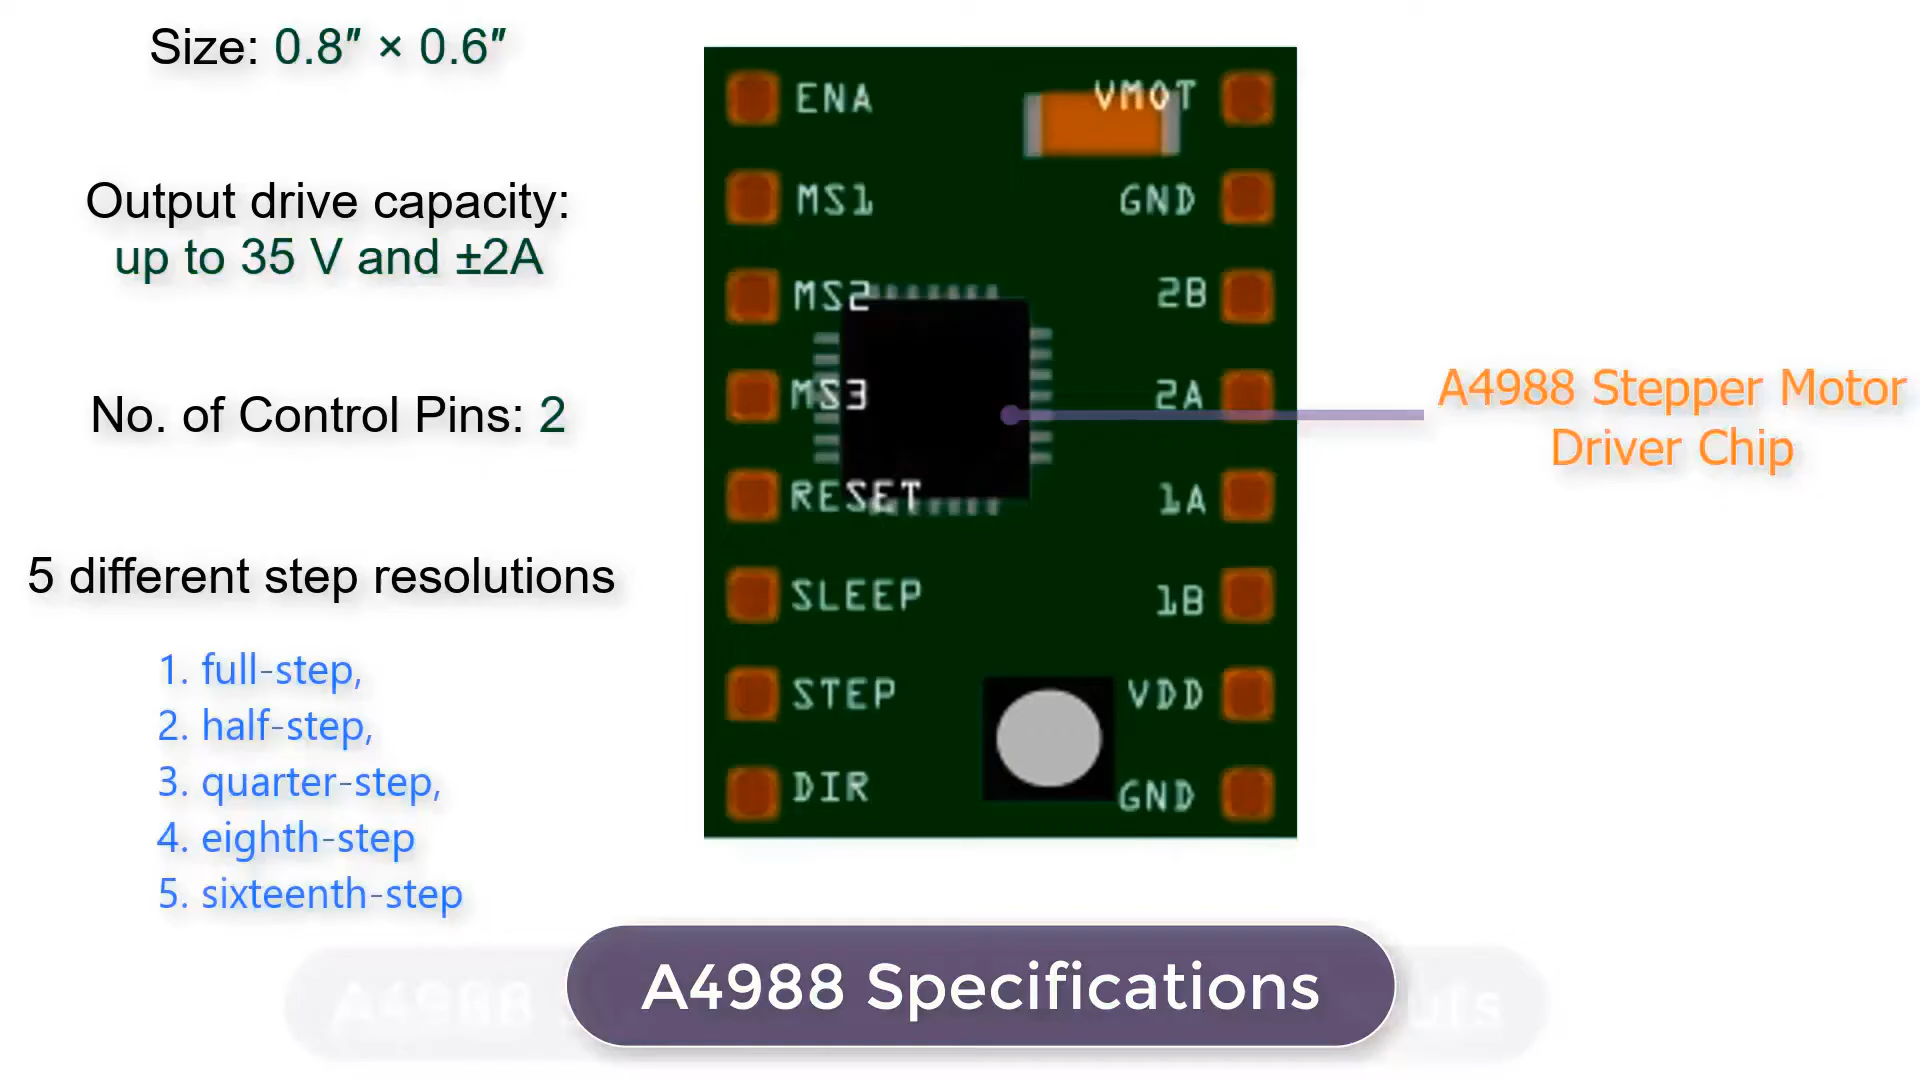 Size: 0.8″ × 0.6″
Output drive capacity:
up to 35 V and ±2A
No. of Control Pins: 2
5 different step resolutions
1. full-step,
2. half-step,
3. quarter-step,
4. eighth-step
5. sixteenth-step
ENA
MS1
MS2
MS3
RESET
SLEEP
STEP
DIR
VMOT
GND
2B
2A
1A
1B
VDD
GND
A4988 Stepper Motor
Driver Chip
A4988 Specifications
A4988